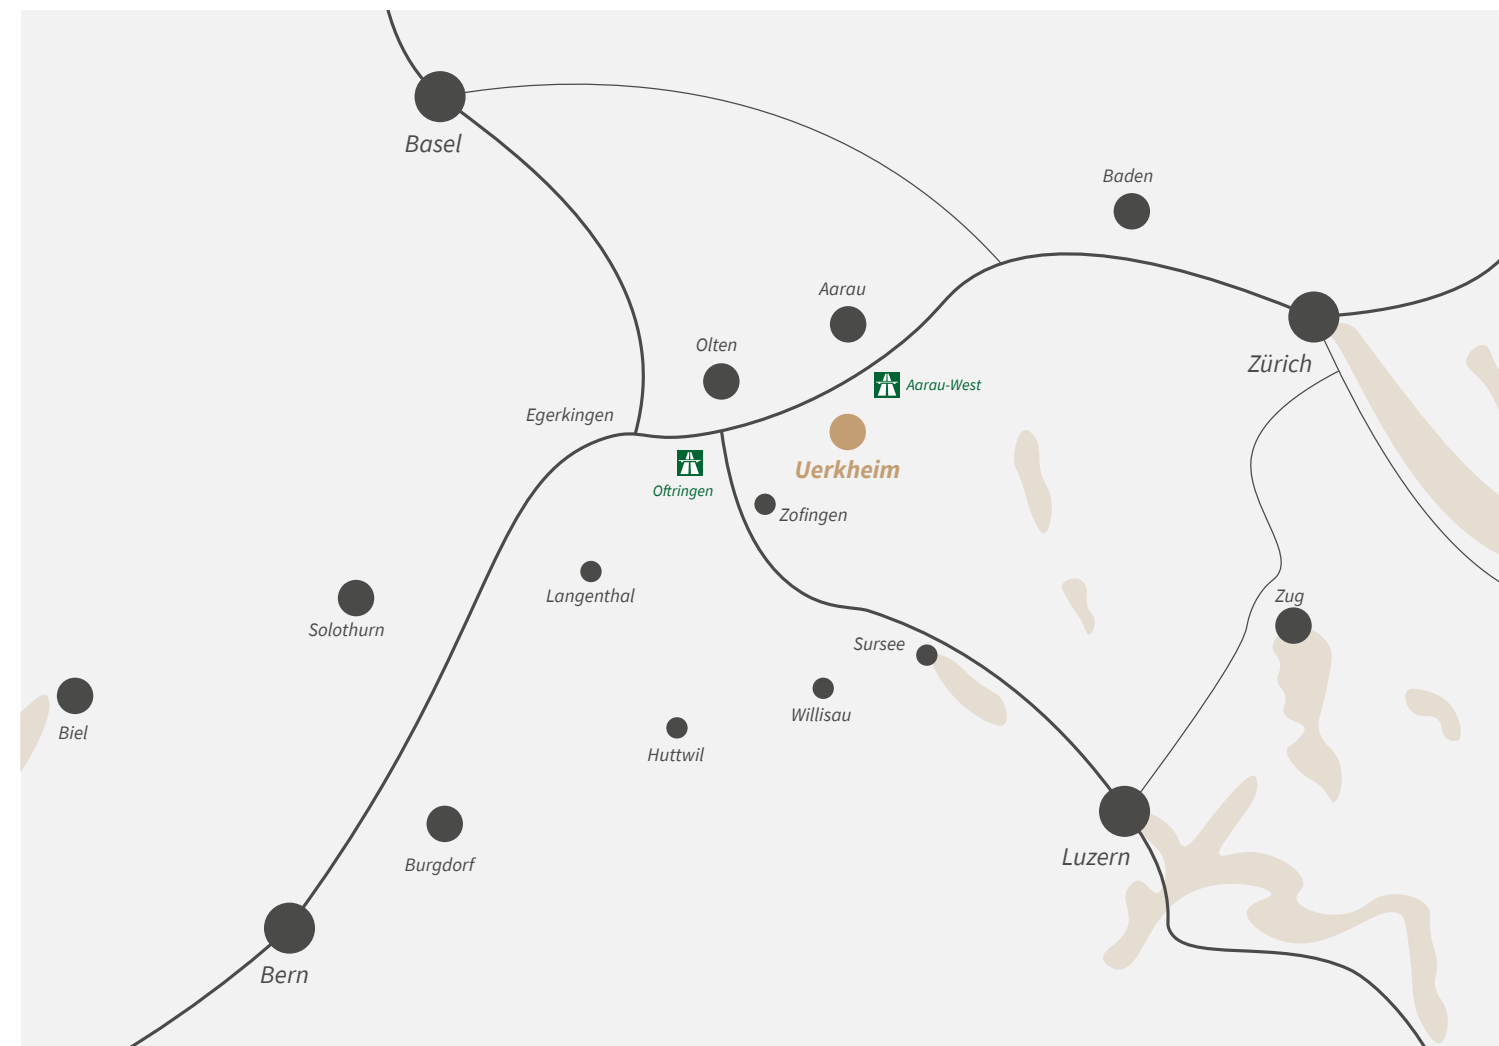 Basel
Baden
Aarau
Olten
Zürich
Aarau-West
Egerkingen
Uerkheim
Oftringen
Zofingen
Langenthal
Zug
Solothurn
Sursee
Willisau
Biel
Huttwil
Luzern
Burgdorf
Bern